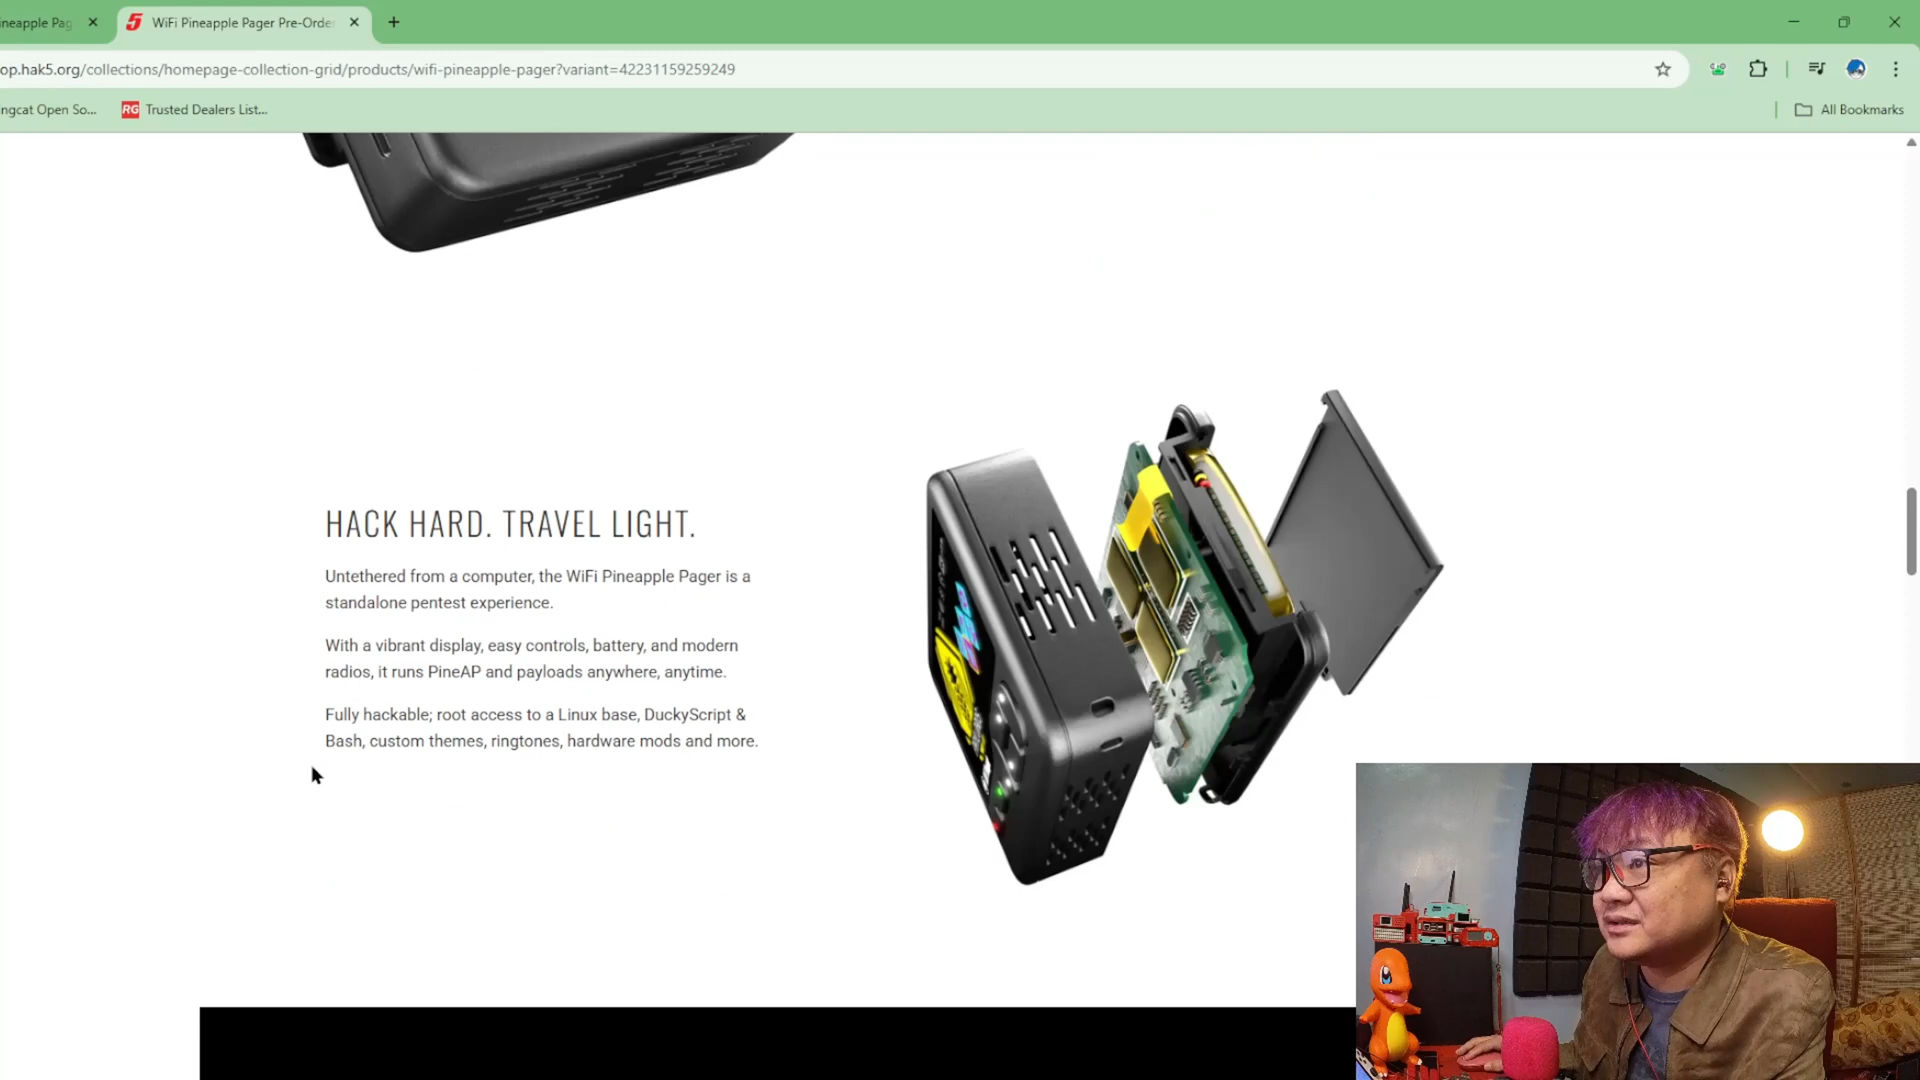 ineapple Pag
WiFi Pineapple Pager Pre-Orde
op.hak5.org/collections/homepage-collection-grid/products/wifi-pineapple-pager?variant=42231159259249
ngcat Open So...
RG Trusted Dealers List...
All Bookmarks
HACK HARD. TRAVEL LIGHT.
Untethered from a computer, the WiFi Pineapple Pager is a
standalone pentest experience.
With a vibrant display, easy controls, battery, and modern
radios, it runs PineAP and payloads anywhere, anytime.
Fully hackable; root access to a Linux base, DuckyScript &
Bash, custom themes, ringtones, hardware mods and more.